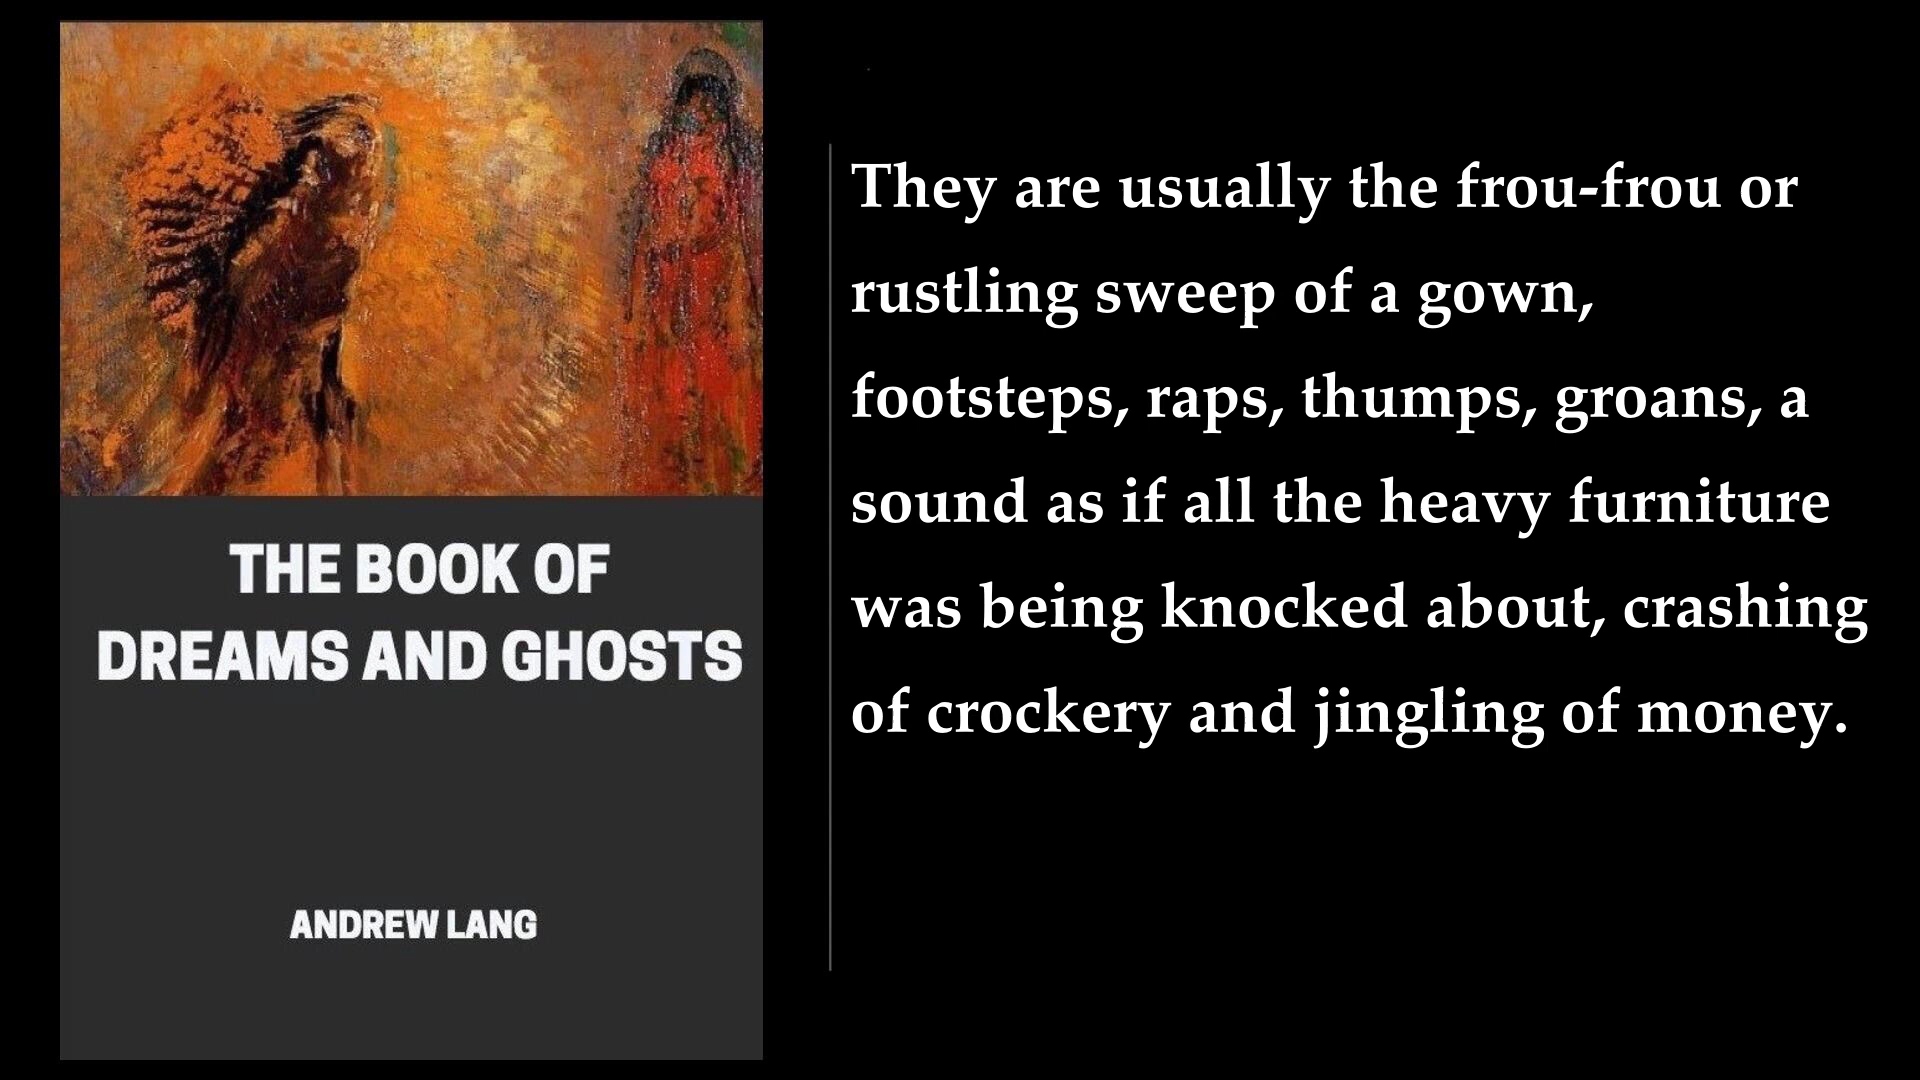 THE BOOK OF
DREAMS AND GHOSTS
ANDREW LANG
They are usually the frou-frou or
rustling sweep of a gown,
footsteps, raps, thumps, groans, a
sound as if all the heavy furniture
was being knocked about, crashing
of crockery and jingling of money.